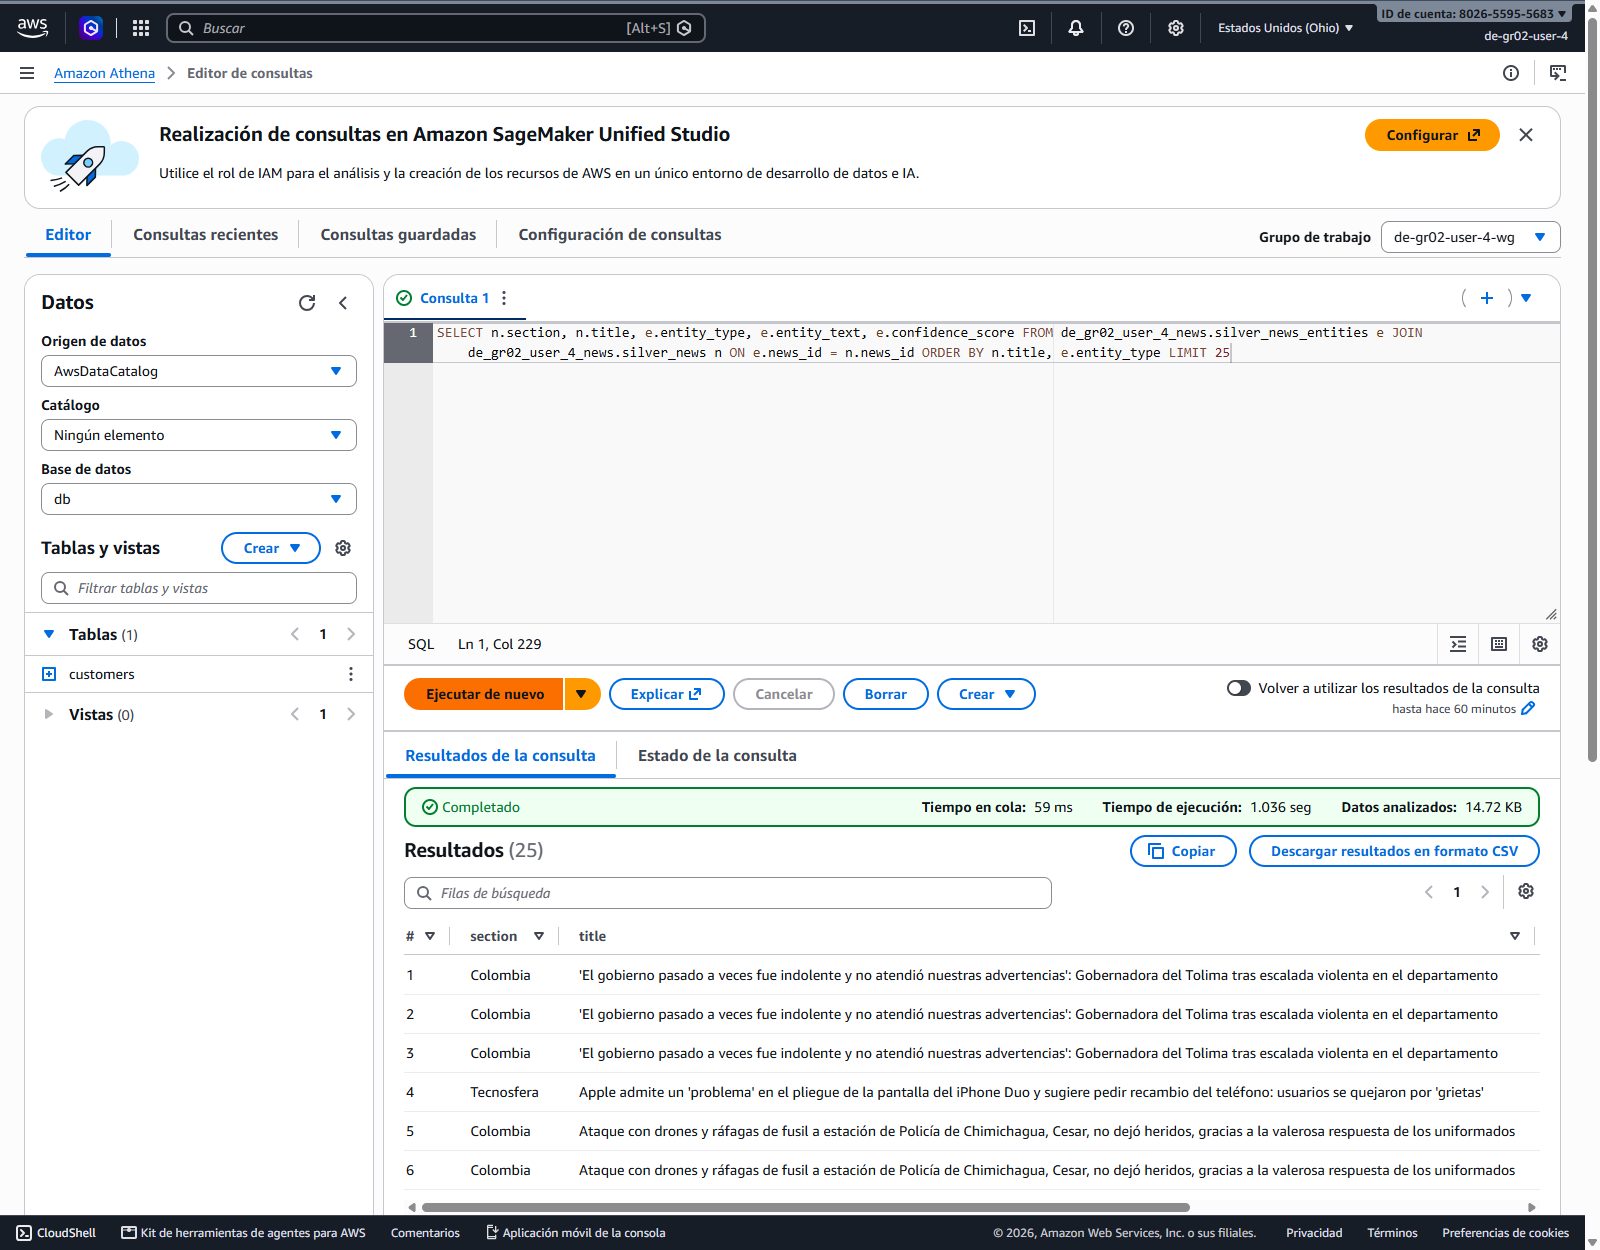 aws
Buscar
[Alt+S]
Estados Unidos (Ohio)
ID de cuenta: 8026-5595-5683
de-gr02-user-4
Amazon Athena
Editor de consultas
Realización de consultas en Amazon SageMaker Unified Studio
Utilice el rol de IAM para el análisis y la creación de los recursos de AWS en un único entorno de desarrollo de datos e IA.
Configurar
Editor
Consultas recientes
Consultas guardadas
Configuración de consultas
Grupo de trabajo
de-gr02-user-4-wg
Datos
Origen de datos
AwsDataCatalog
Catálogo
Ningún elemento
Base de datos
db
Tablas y vistas
Crear
Filtrar tablas y vistas
Tablas (1)
1
customers
Vistas (0)
1
Consulta 1
1
SELECT n.section, n.title, e.entity_type, e.entity_text, e.confidence_score FROM de_gr02_user_4_news.silver_news_entities e JOIN
de_gr02_user_4_news.silver_news n ON e.news_id = n.news_id ORDER BY n.title, e.entity_type LIMIT 25
SQL
Ln 1, Col 229
Ejecutar de nuevo
Explicar
Cancelar
Borrar
Crear
Volver a utilizar los resultados de la consulta
hasta hace 60 minutos
Resultados de la consulta
Estado de la consulta
Completado
Tiempo en cola: 59 ms
Tiempo de ejecución: 1.036 seg
Datos analizados: 14.72 KB
Resultados (25)
Copiar
Descargar resultados en formato CSV
Filas de búsqueda
1
# section title
1 Colombia 'El gobierno pasado a veces fue indolente y no atendió nuestras advertencias': Gobernadora del Tolima tras escalada violenta en el departamento
2 Colombia 'El gobierno pasado a veces fue indolente y no atendió nuestras advertencias': Gobernadora del Tolima tras escalada violenta en el departamento
3 Colombia 'El gobierno pasado a veces fue indolente y no atendió nuestras advertencias': Gobernadora del Tolima tras escalada violenta en el departamento
4 Tecnosfera Apple admite un 'problema' en el pliegue de la pantalla del iPhone Duo y sugiere pedir recambio del teléfono: usuarios se quejaron por 'grietas'
5 Colombia Ataque con drones y ráfagas de fusil a estación de Policía de Chimichagua, Cesar, no dejó heridos, gracias a la valerosa respuesta de los uniformados
6 Colombia Ataque con drones y ráfagas de fusil a estación de Policía de Chimichagua, Cesar, no dejó heridos, gracias a la valerosa respuesta de los uniformados
CloudShell
Kit de herramientas de agentes para AWS
Comentarios
Aplicación móvil de la consola
© 2026, Amazon Web Services, Inc. o sus filiales.
Privacidad
Términos
Preferencias de cookies